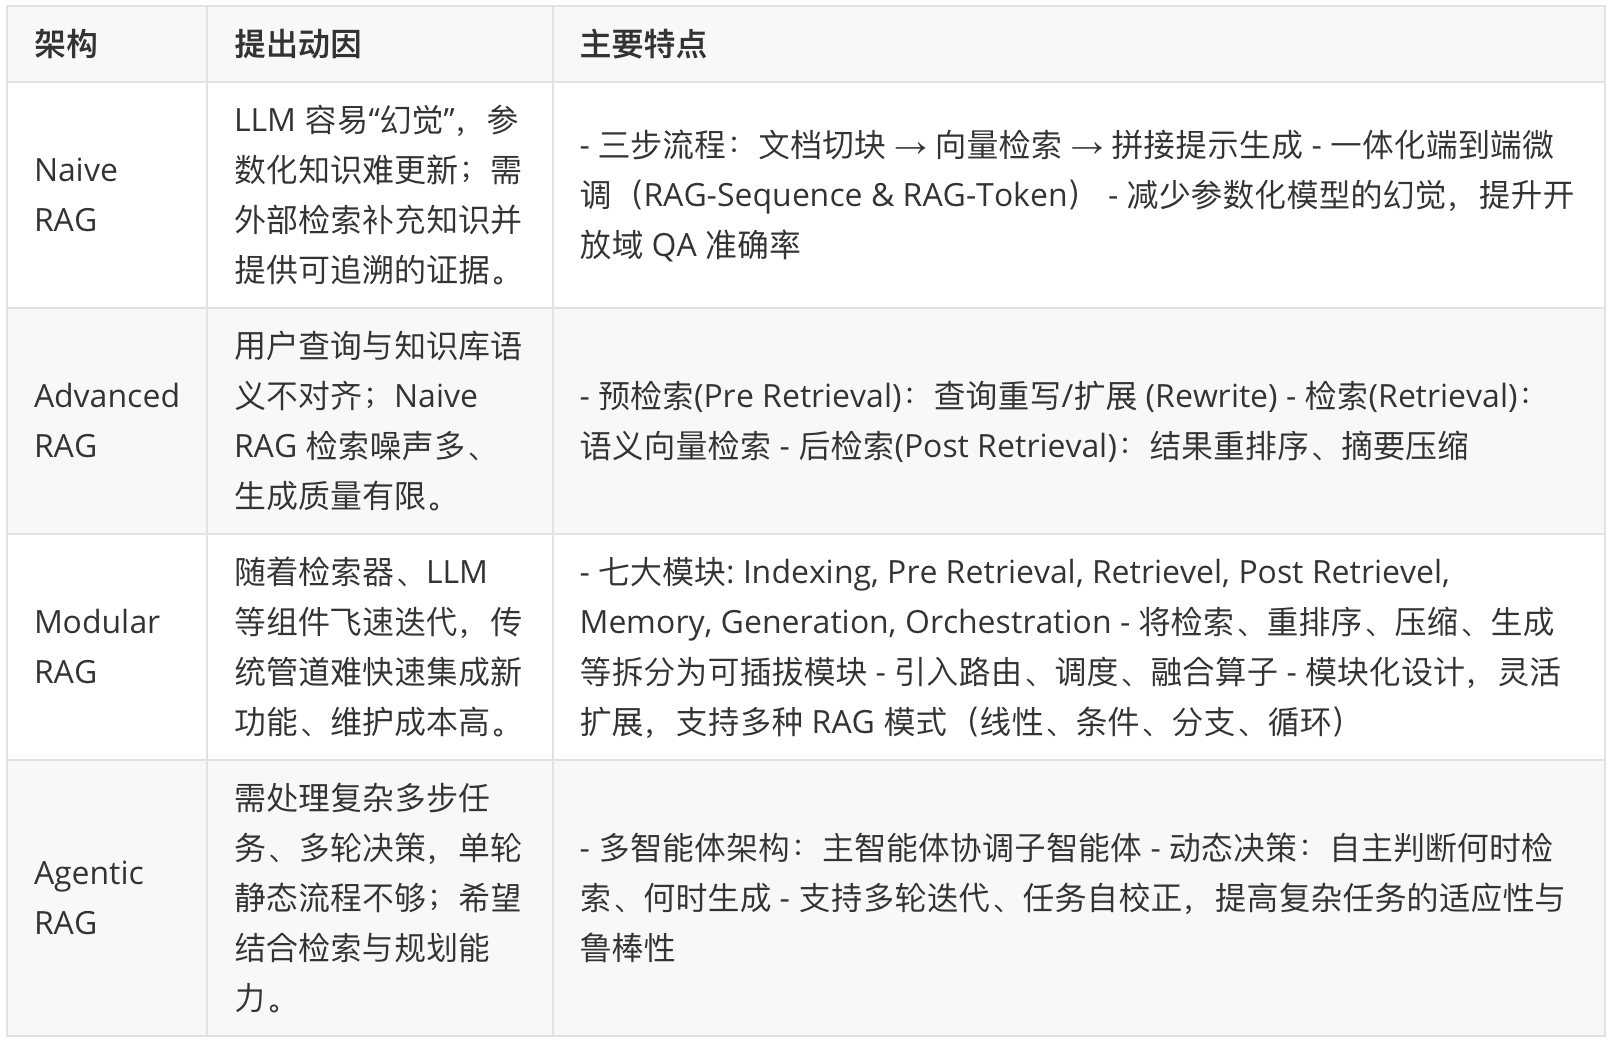 架构
提出动因
主要特点
Naive
RAG
LLM 容易“幻觉”，参
数化知识难更新；需
外部检索补充知识并
提供可追溯的证据。
- 三步流程：文档切块 → 向量检索 → 拼接提示生成 - 一体化端到端微
调（RAG-Sequence & RAG-Token） - 减少参数化模型的幻觉，提升开
放域 QA 准确率
Advanced
RAG
用户查询与知识库语
义不对齐；Naive
RAG 检索噪声多、
生成质量有限。
- 预检索(Pre Retrieval)：查询重写/扩展 (Rewrite) - 检索(Retrieval)：
语义向量检索 - 后检索(Post Retrieval)：结果重排序、摘要压缩
Modular
RAG
随着检索器、LLM
等组件飞速迭代，传
统管道难快速集成新
功能、维护成本高。
- 七大模块: Indexing, Pre Retrieval, Retrievel, Post Retrievel,
Memory, Generation, Orchestration - 将检索、重排序、压缩、生成
等拆分为可插拔模块 - 引入路由、调度、融合算子 - 模块化设计，灵活
扩展，支持多种 RAG 模式（线性、条件、分支、循环）
Agentic
RAG
需处理复杂多步任
务、多轮决策，单轮
静态流程不够；希望
结合检索与规划能
力。
- 多智能体架构：主智能体协调子智能体 - 动态决策：自主判断何时检
索、何时生成 - 支持多轮迭代、任务自校正，提高复杂任务的适应性与
鲁棒性